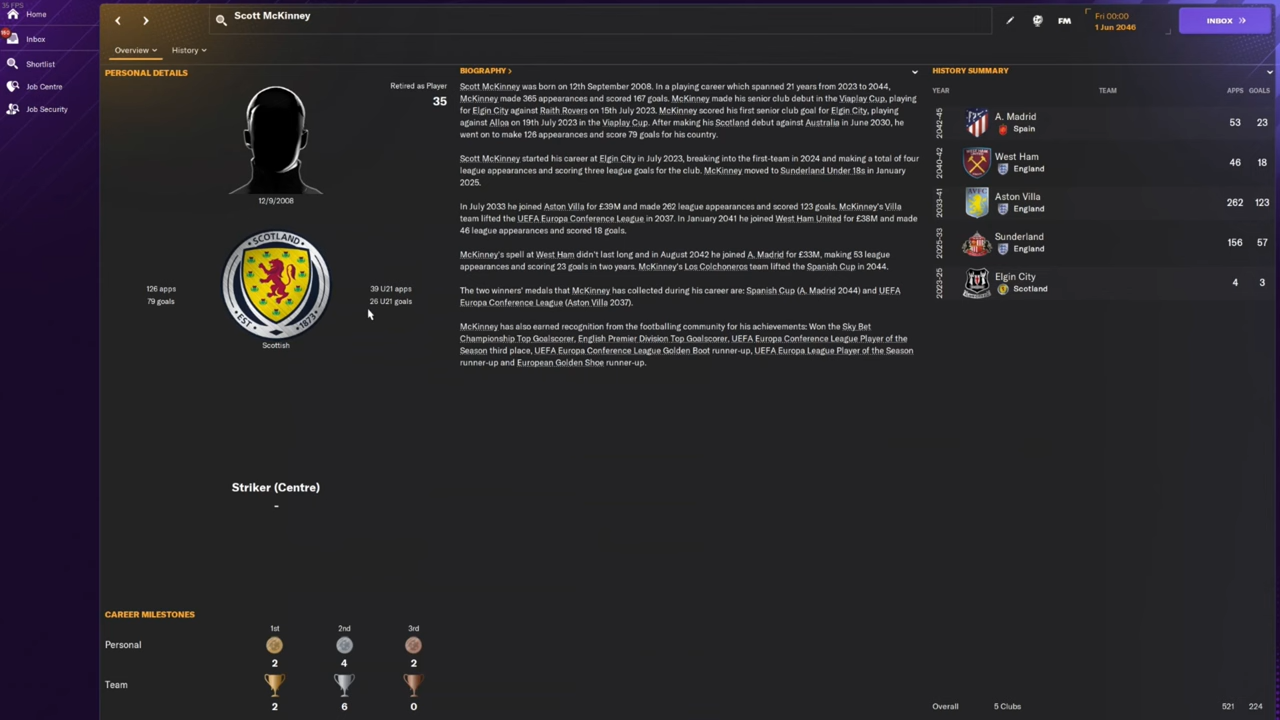 35 FPS
Home
Scott McKinney
FM
Fri 00:00
1 Jun 2046
INBOX
Inbox
Shortlist
Job Centre
Job Security
Overview
History
PERSONAL DETAILS
Retired as Player
35
12/9/2008
SCOTLAND
EST
1873
126 apps
79 goals
39 U21 apps
26 U21 goals
Scottish
Striker (Centre)
-
CAREER MILESTONES
1st 2nd 3rd
Personal
2 4 2
Team
2 6 0
BIOGRAPHY
Scott McKinney was born on 12th September 2008. In a playing career which spanned 21 years from 2023 to 2044,
McKinney made 365 appearances and scored 167 goals. McKinney made his senior club debut in the Viaplay Cup, playing
for Elgin City against Raith Rovers on 15th July 2023. McKinney scored his first senior club goal for Elgin City, playing
against Alloa on 19th July 2023 in the Viaplay Cup. After making his Scotland debut against Australia in June 2030, he
went on to make 126 appearances and score 79 goals for his country.
Scott McKinney started his career at Elgin City in July 2023, breaking into the first-team in 2024 and making a total of four
league appearances and scoring three league goals for the club. McKinney moved to Sunderland Under 18s in January
2025.
In July 2033 he joined Aston Villa for £39M and made 262 league appearances and scored 123 goals. McKinney's Villa
team lifted the UEFA Europa Conference League in 2037. In January 2041 he joined West Ham United for £38M and made
46 league appearances and scored 18 goals.
McKinney's spell at West Ham didn't last long and in August 2042 he joined A. Madrid for £33M, making 53 league
appearances and scoring 23 goals in two years. McKinney's Los Colchoneros team lifted the Spanish Cup in 2044.
The two winners' medals that McKinney has collected during his career are: Spanish Cup (A. Madrid 2044) and UEFA
Europa Conference League (Aston Villa 2037).
McKinney has also earned recognition from the footballing community for his achievements: Won the Sky Bet
Championship Top Goalscorer, English Premier Division Top Goalscorer, UEFA Europa Conference League Player of the
Season third place, UEFA Europa Conference League Golden Boot runner-up, UEFA Europa League Player of the Season
runner-up and European Golden Shoe runner-up.
HISTORY SUMMARY
YEAR TEAM APPS GOALS
2042-45 A. Madrid 53 23
Spain
2040-42 West Ham 46 18
England
2033-41 Aston Villa 262 123
England
2025-33 Sunderland 156 57
England
2023-25 Elgin City 4 3
Scotland
Overall 5 Clubs 521 224